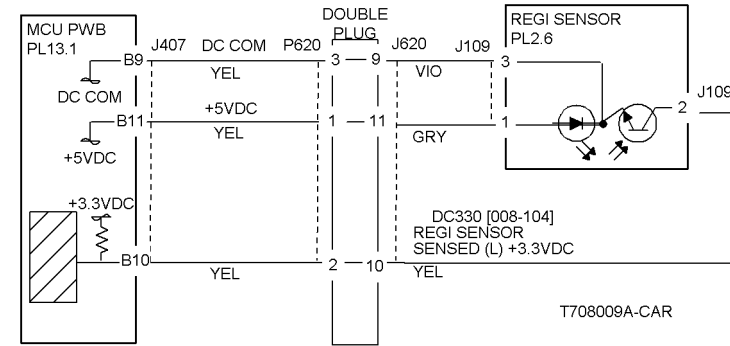 DOUBLE
PLUG
MCU PWB
PL13.1
REGI SENSOR
PL2.6
J407 DC COM P620 J620 J109
B9 3 9 3
YEL VIO
DC COM
+5VDC
J109
2
B11 1 11 1
YEL GRY
+5VDC
+3.3VDC
DC330 [008-104]
REGI SENSOR
SENSED (L) +3.3VDC
B10 2 10
YEL YEL
T708009A-CAR